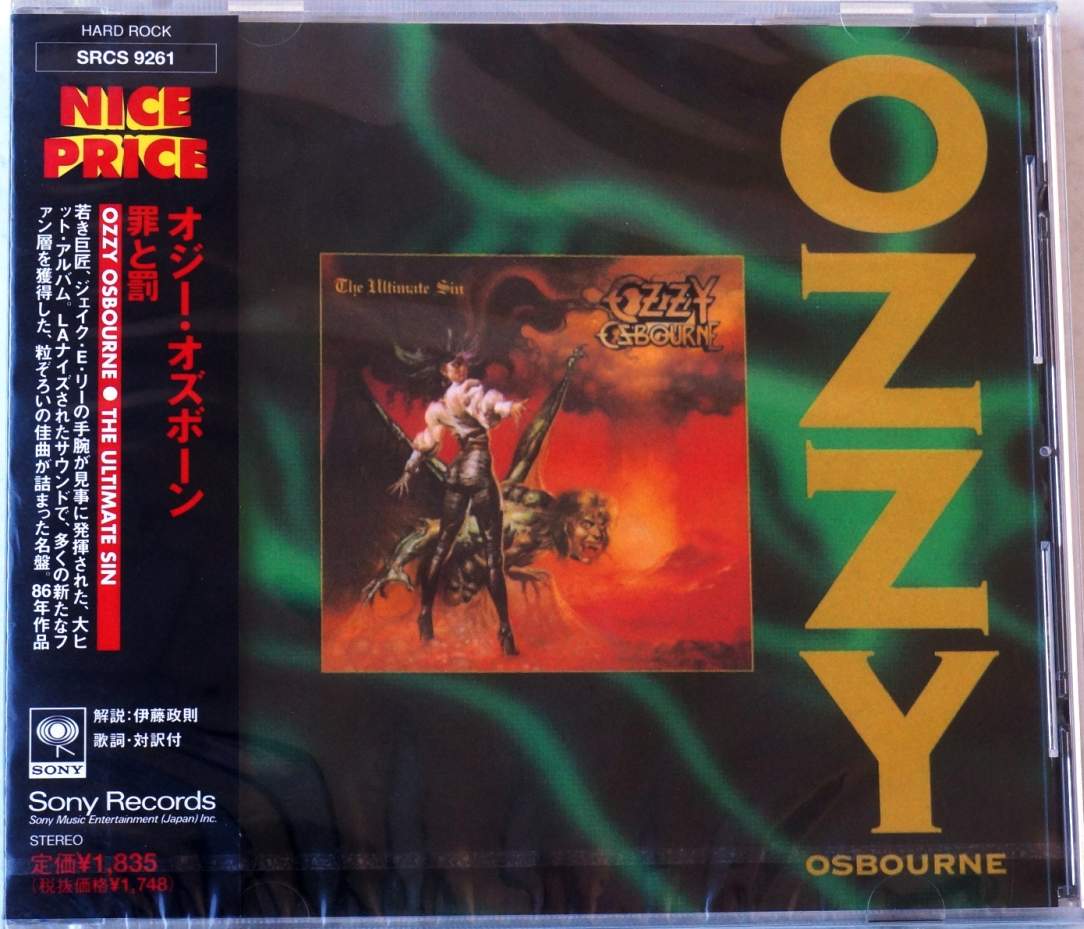 HARD ROCK
SRCS 9261
NICE
PRICE
オジー・オズボーン
罪と罰
OZZY OSBOURNE ● THE ULTIMATE SIN
若き巨匠、ジェイク・E・リーの手腕が見事に発揮された、大ヒ
ット・アルバム。LAナイズされたサウンドで、多くの新たなフ
ァン層を獲得した、粒ぞろいの佳曲が詰まった名盤。86年作品
解説:伊藤政則
歌詞・対訳付
SONY
Sony Records
Sony Music Entertainment (Japan) Inc.
STEREO
定価¥1,835
(税抜価格¥1,748)
The Ultimate Sin
OZZY
OSBOURNE
OZZY
OSBOURNE